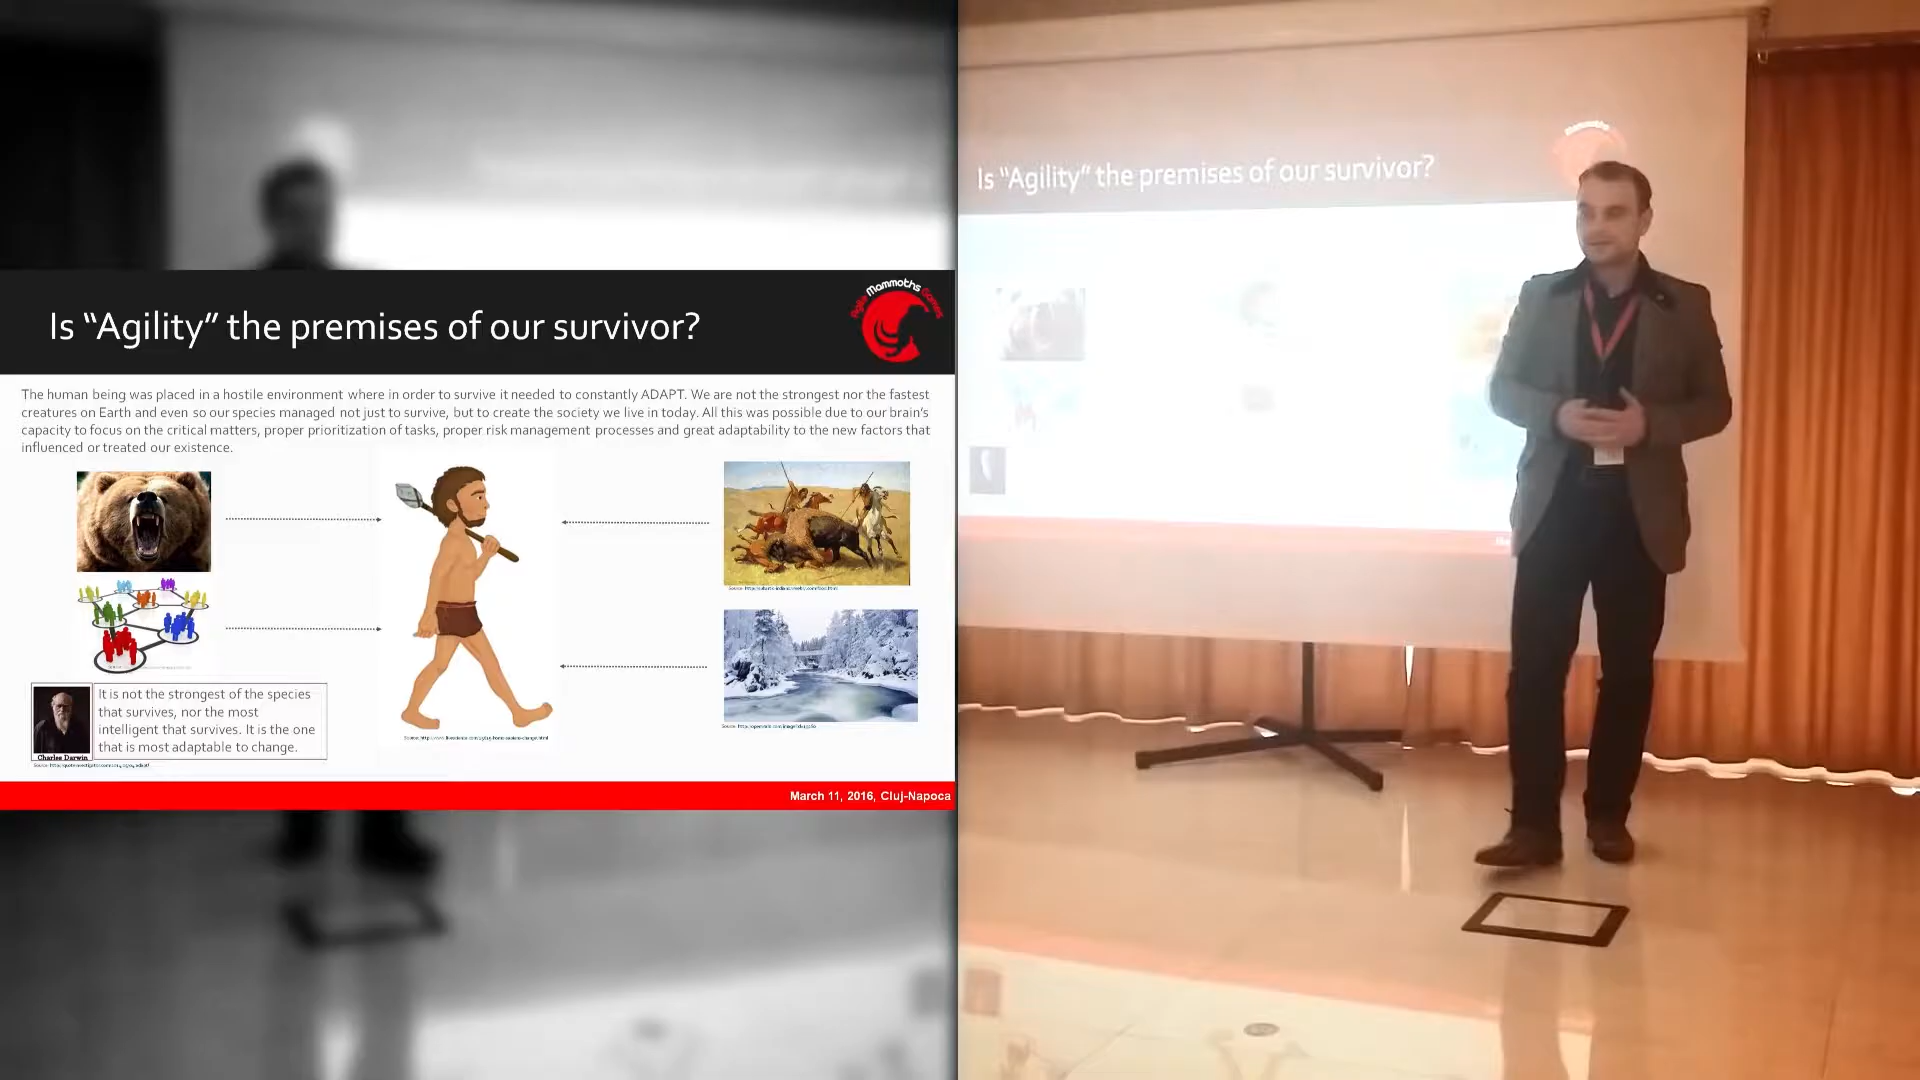 Is “Agility” the premises of our survivor?
Agile Mammoths Games
The human being was placed in a hostile environment where in order to survive it needed to constantly ADAPT. We are not the strongest nor the fastest
creatures on Earth and even so our species managed not just to survive, but to create the society we live in today. All this was possible due to our brain’s
capacity to focus on the critical matters, proper prioritization of tasks, proper risk management processes and great adaptability to the new factors that
influenced or treated our existence.
It is not the strongest of the species
that survives, nor the most
intelligent that survives. It is the one
that is most adaptable to change.
Charles Darwin
March 11, 2016, Cluj-Napoca
Is “Agility” the premises of our survivor?